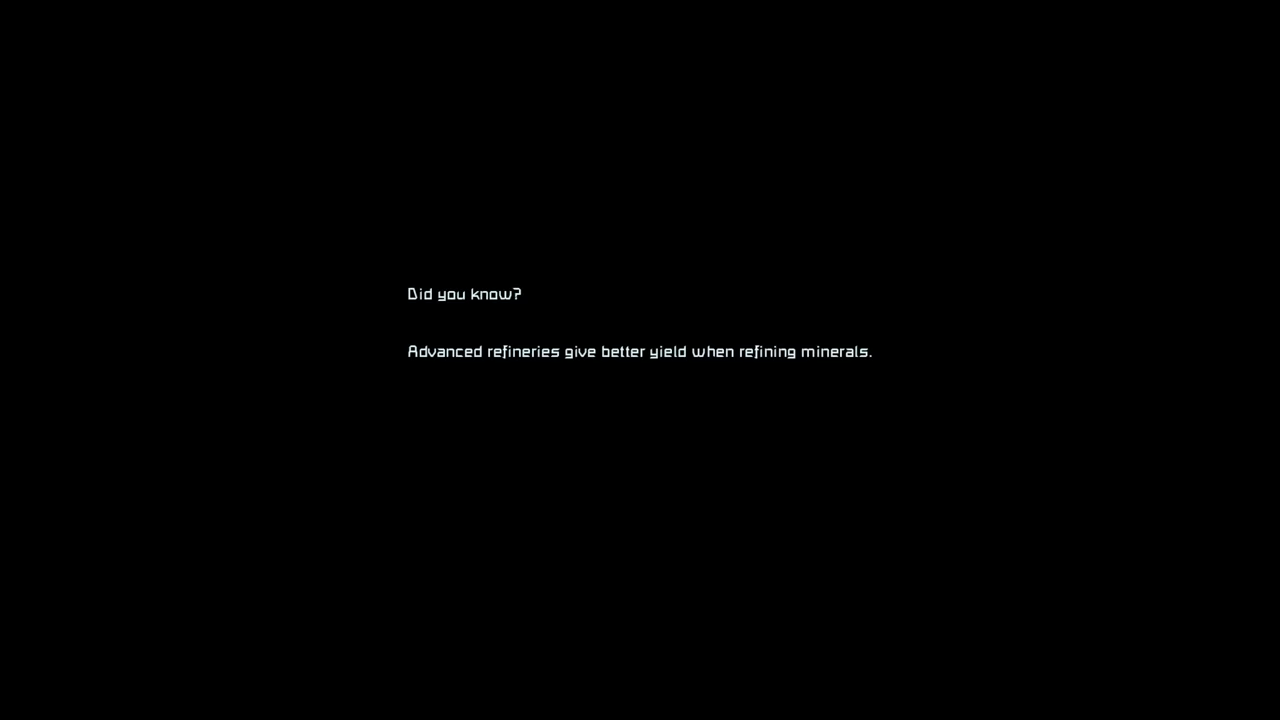 Did you know?
Advanced refineries give better yield when refining minerals.